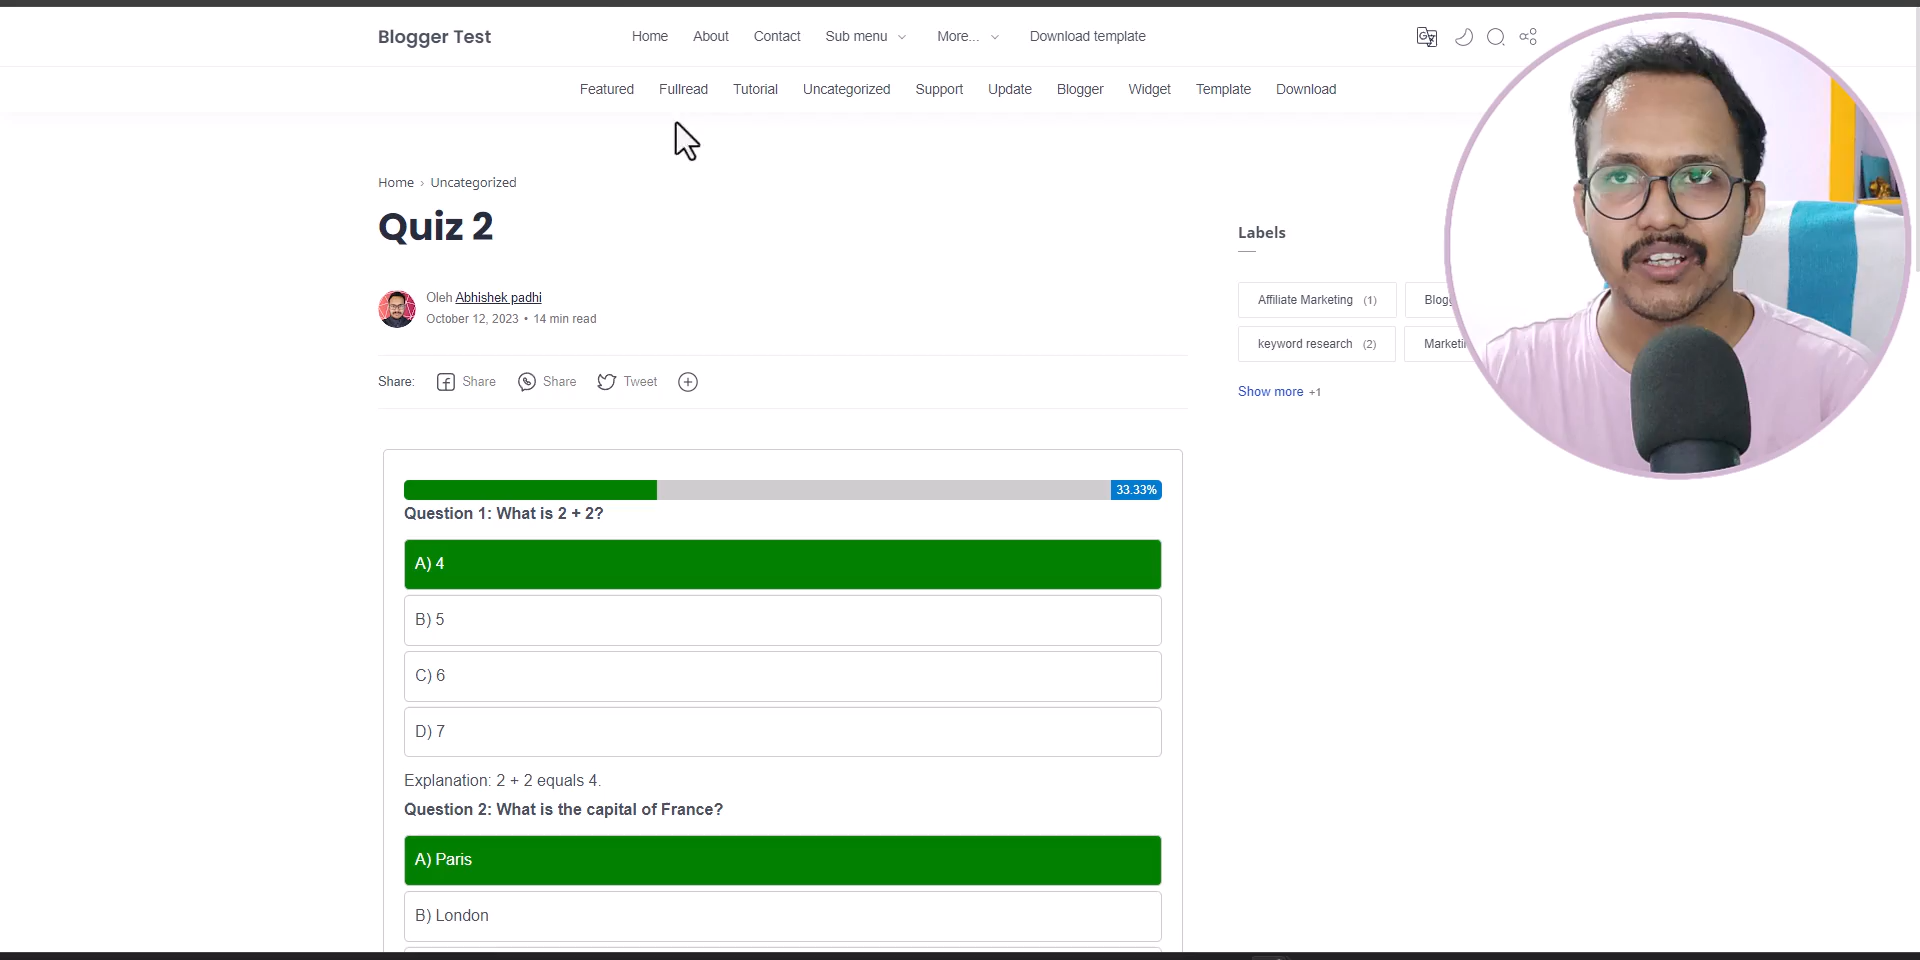 Blogger Test Home About Contact Sub menu More... Download template
Featured Fullread Tutorial Uncategorized Support Update Blogger Widget Template Download
Home › Uncategorized
Quiz 2
Oleh Abhishek padhi
October 12, 2023 • 14 min read
Share: Share Share Tweet
33.33%
Question 1: What is 2 + 2?
A) 4
B) 5
C) 6
D) 7
Explanation: 2 + 2 equals 4.
Question 2: What is the capital of France?
A) Paris
B) London
Labels
Affiliate Marketing (1)
keyword research (2)
Show more +1